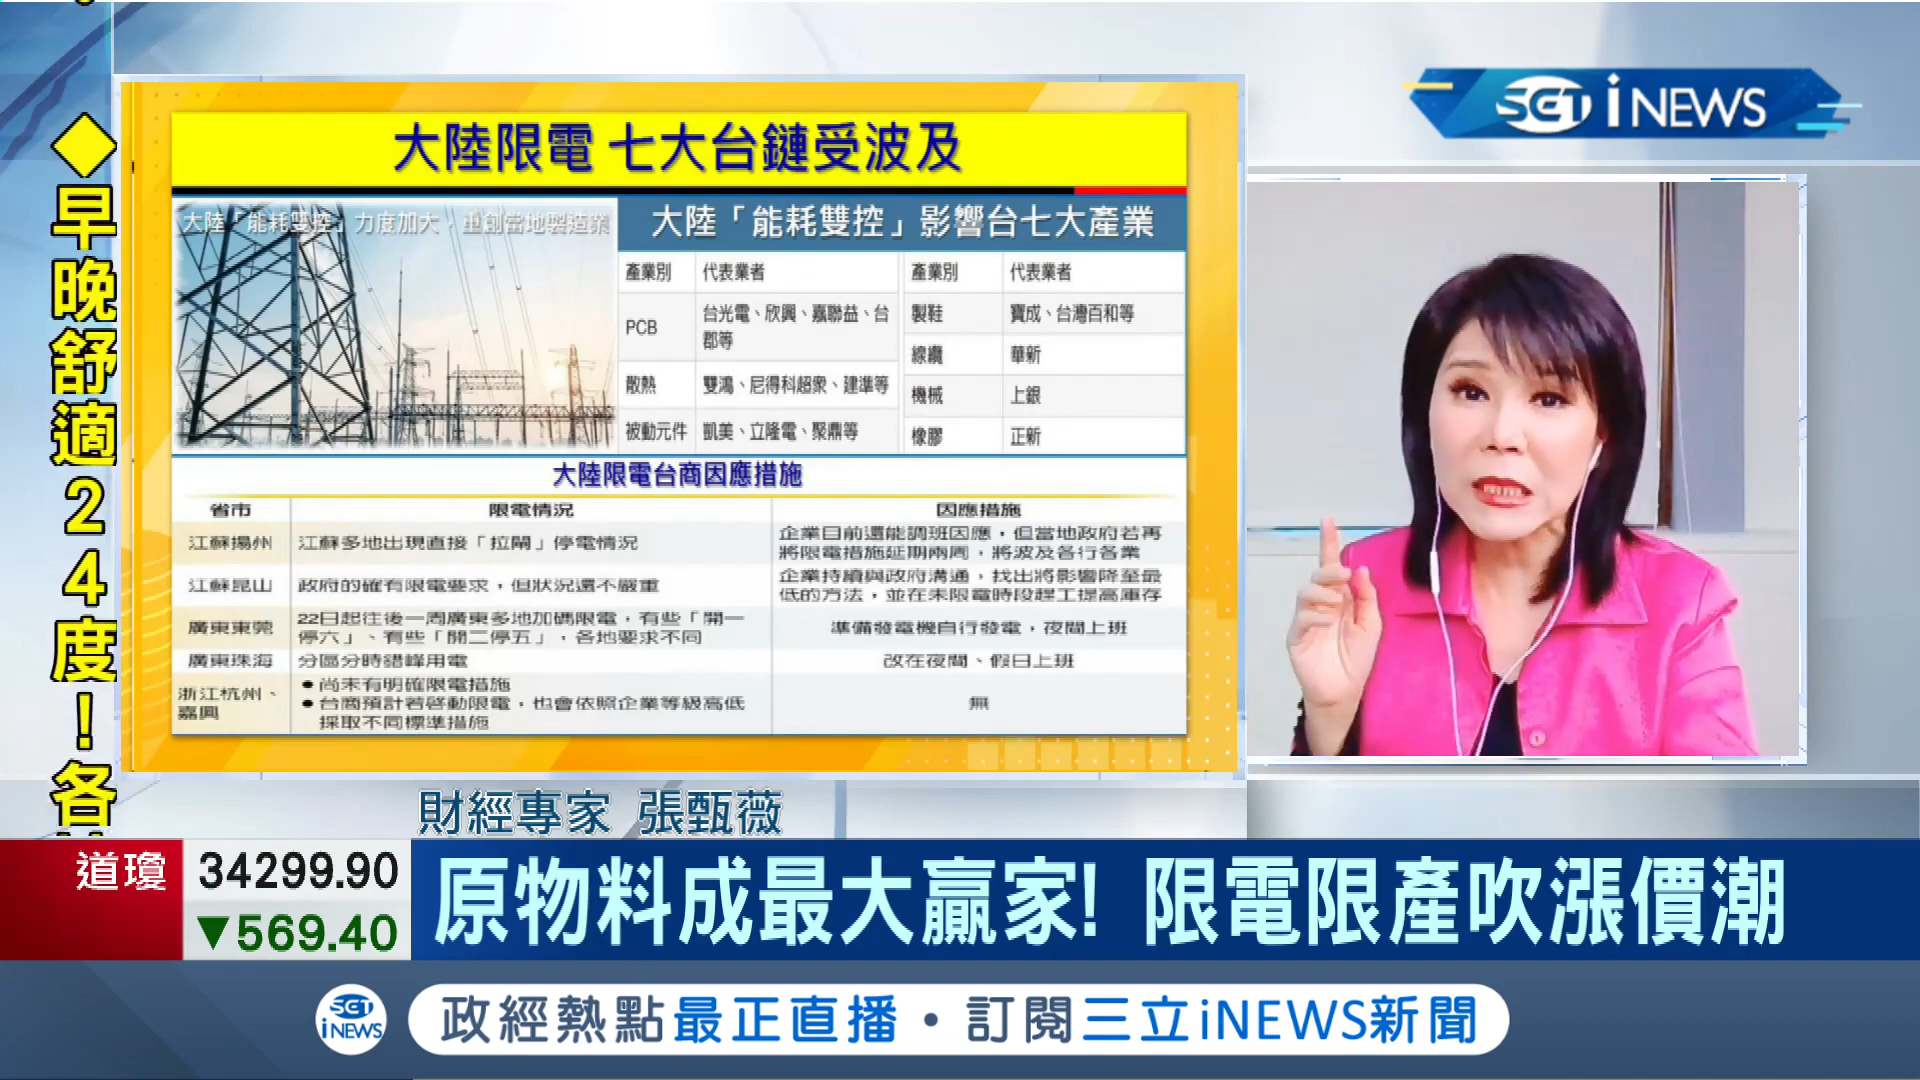 ◆早晚舒適24度！各
SET iNEWS
大陸限電 七大台鏈受波及
大陸「能耗雙控」力度加大，重創當地製造業
大陸「能耗雙控」影響台七大產業
產業別 代表業者 產業別 代表業者
PCB 台光電、欣興、嘉聯益、台郡等
散熱 雙鴻、尼得科超眾、建準等
被動元件 凱美、立隆電、聚鼎等
製鞋 寶成、台灣百和等
線纜 華新
機械 上銀
橡膠 正新
大陸限電台商因應措施
省市 限電情況 因應措施
江蘇揚州 江蘇多地出現直接「拉閘」停電情況 企業目前還能調班因應，但當地政府若再
將限電措施延期兩周，將波及各行各業
江蘇昆山 政府的確有限電要求，但狀況還不嚴重 企業持續與政府溝通，找出將影響降至最
低的方法，並在未限電時段趕工提高庫存
廣東東莞 22日起往後一周廣東多地加碼限電，有些「開一
停六」、有些「開二停五」，各地要求不同 準備發電機自行發電，夜間上班
廣東珠海 分區分時錯峰用電 改在夜間、假日上班
浙江杭州、
嘉興 ●尚未有明確限電措施
●台商預計若啓動限電，也會依照企業等級高低
採取不同標準措施 無
財經專家 張甄薇
道瓊 34299.90
▼569.40
原物料成最大贏家! 限電限產吹漲價潮
SET iNEWS
政經熱點最正直播・訂閱三立iNEWS新聞